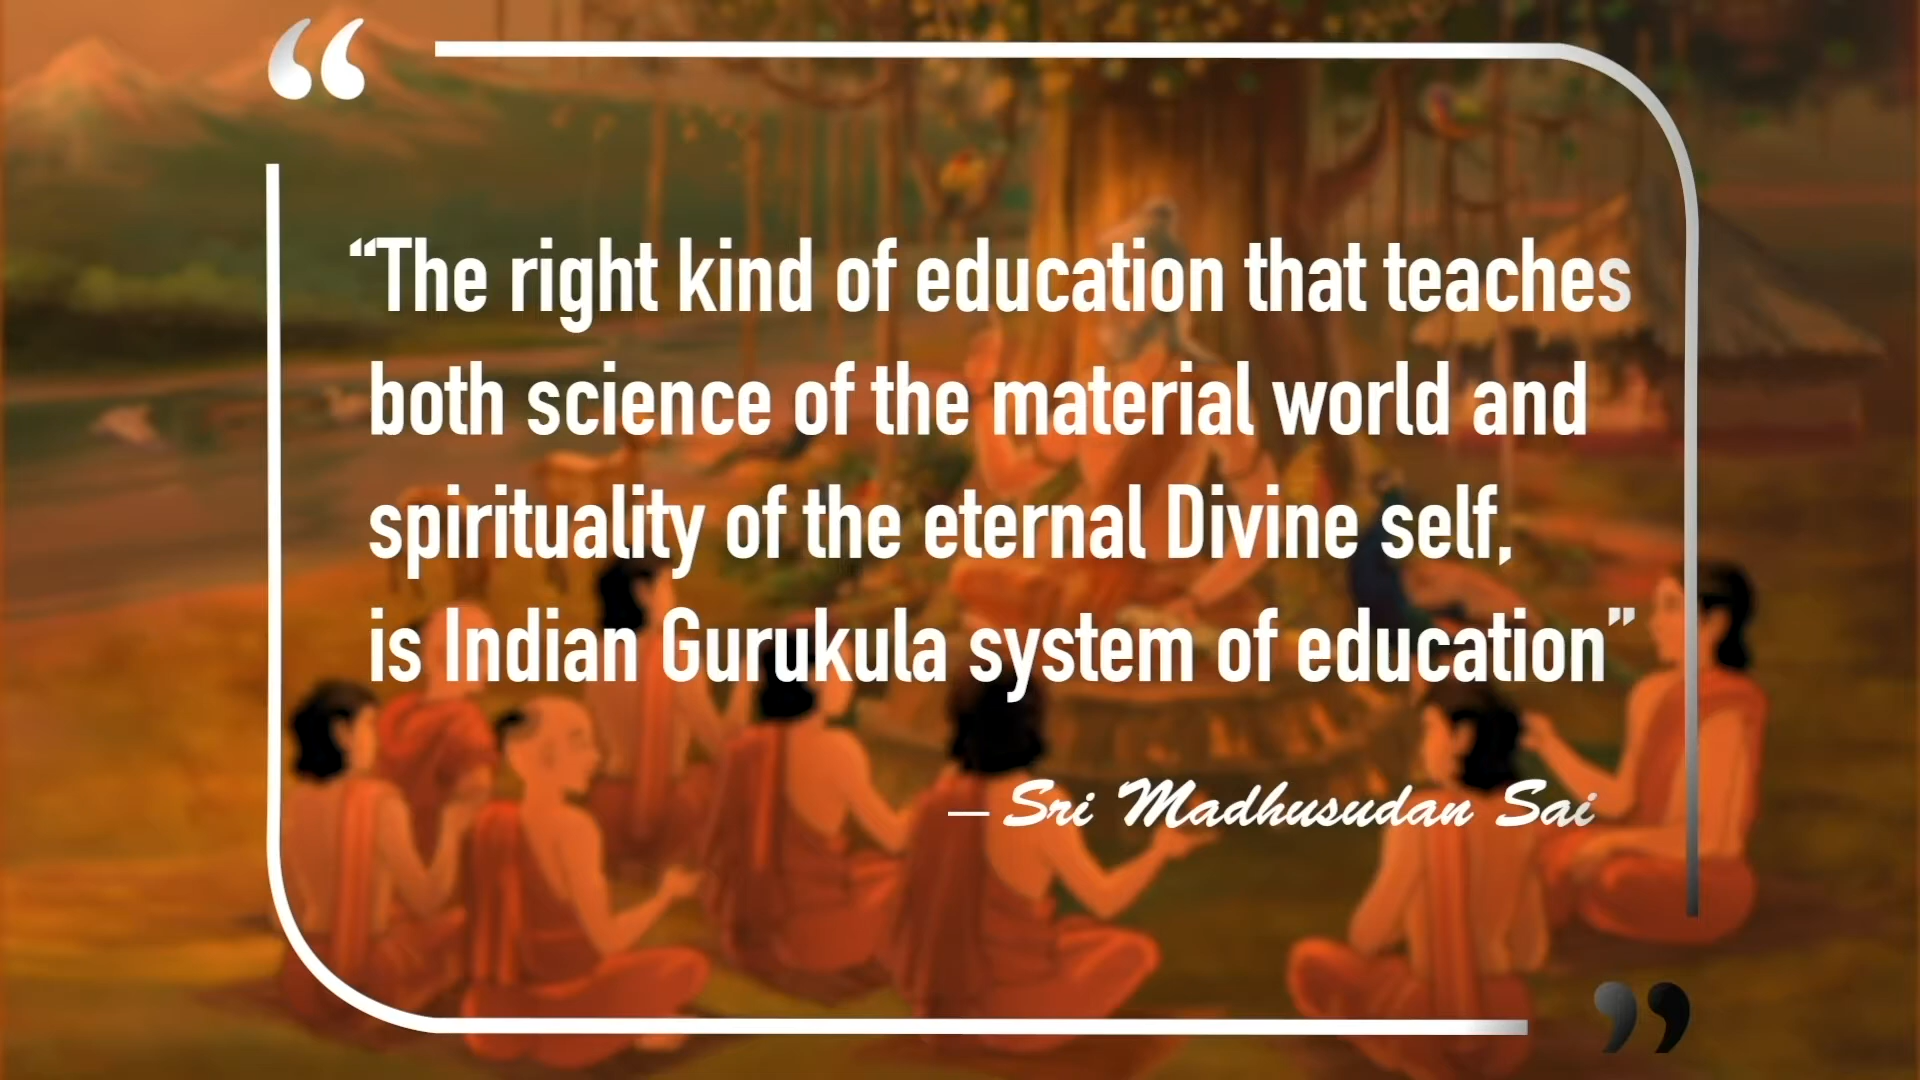 “The right kind of education that teaches
both science of the material world and
spirituality of the eternal Divine self,
is Indian Gurukula system of education”
— Sri Madhusudan Sai